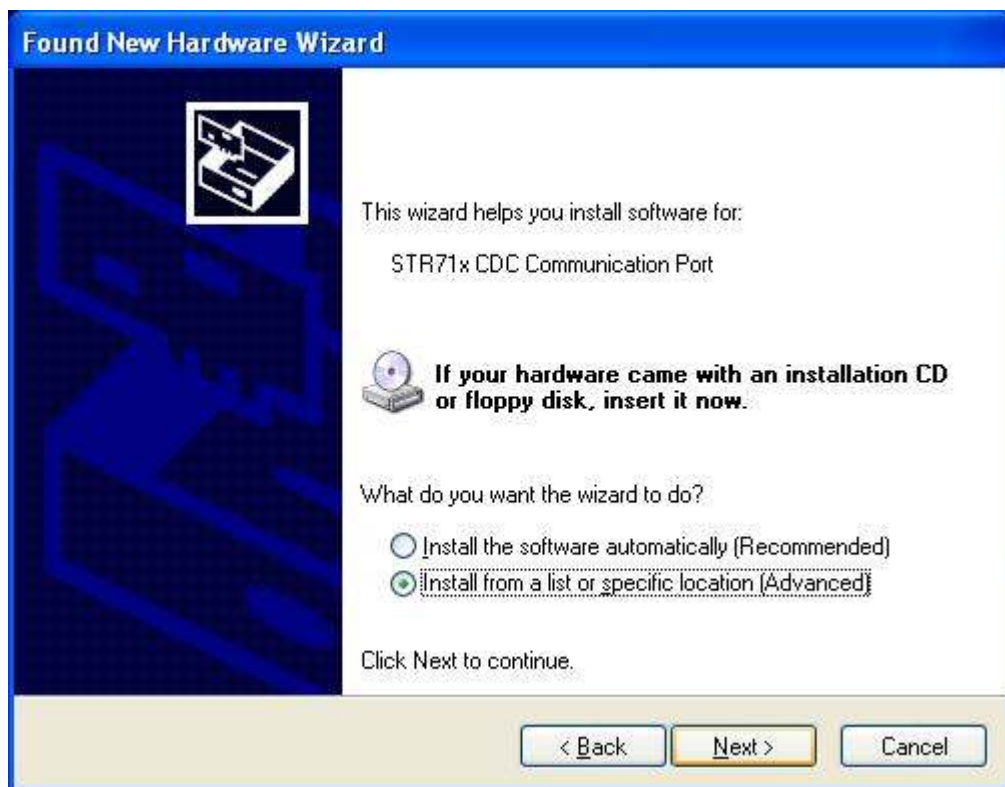 Found New Hardware Wizard
This wizard helps you install software for:
STR71x CDC Communication Port
If your hardware came with an installation CD
or floppy disk, insert it now.
What do you want the wizard to do?
Install the software automatically (Recommended)
Install from a list or specific location (Advanced)
Click Next to continue.
< Back Next > Cancel